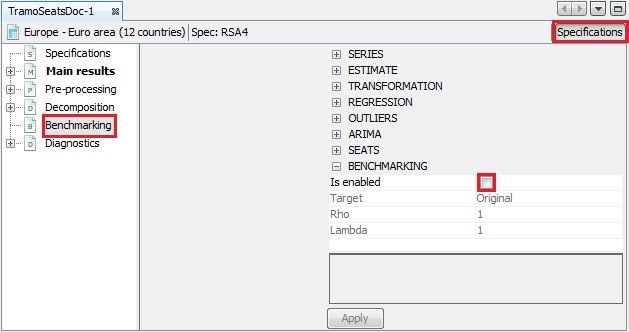 TramoSeatsDoc-1
Europe - Euro area (12 countries) Spec: RSA4 Specifications
S Specifications
M Main results
P Pre-processing
D Decomposition
B Benchmarking
D Diagnostics
SERIES
ESTIMATE
TRANSFORMATION
REGRESSION
OUTLIERS
ARIMA
SEATS
BENCHMARKING
Is enabled
Target Original
Rho 1
Lambda 1
Apply